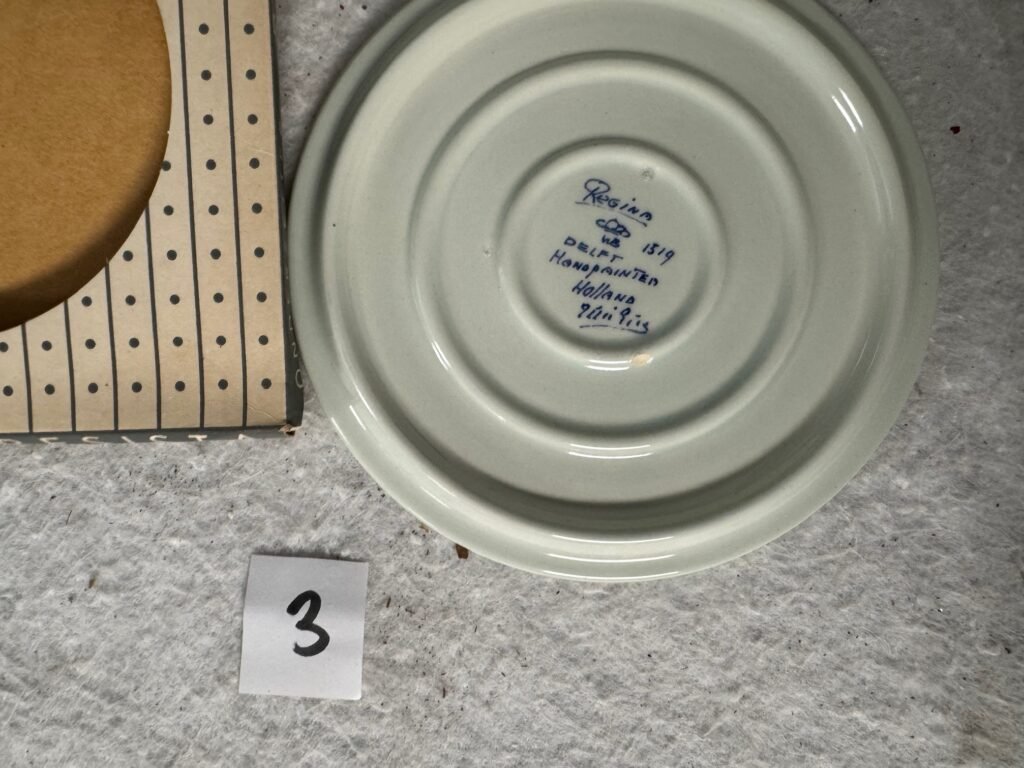 REGINA
WB 1519
DELFT
HANDPAINTED
HOLLAND
3